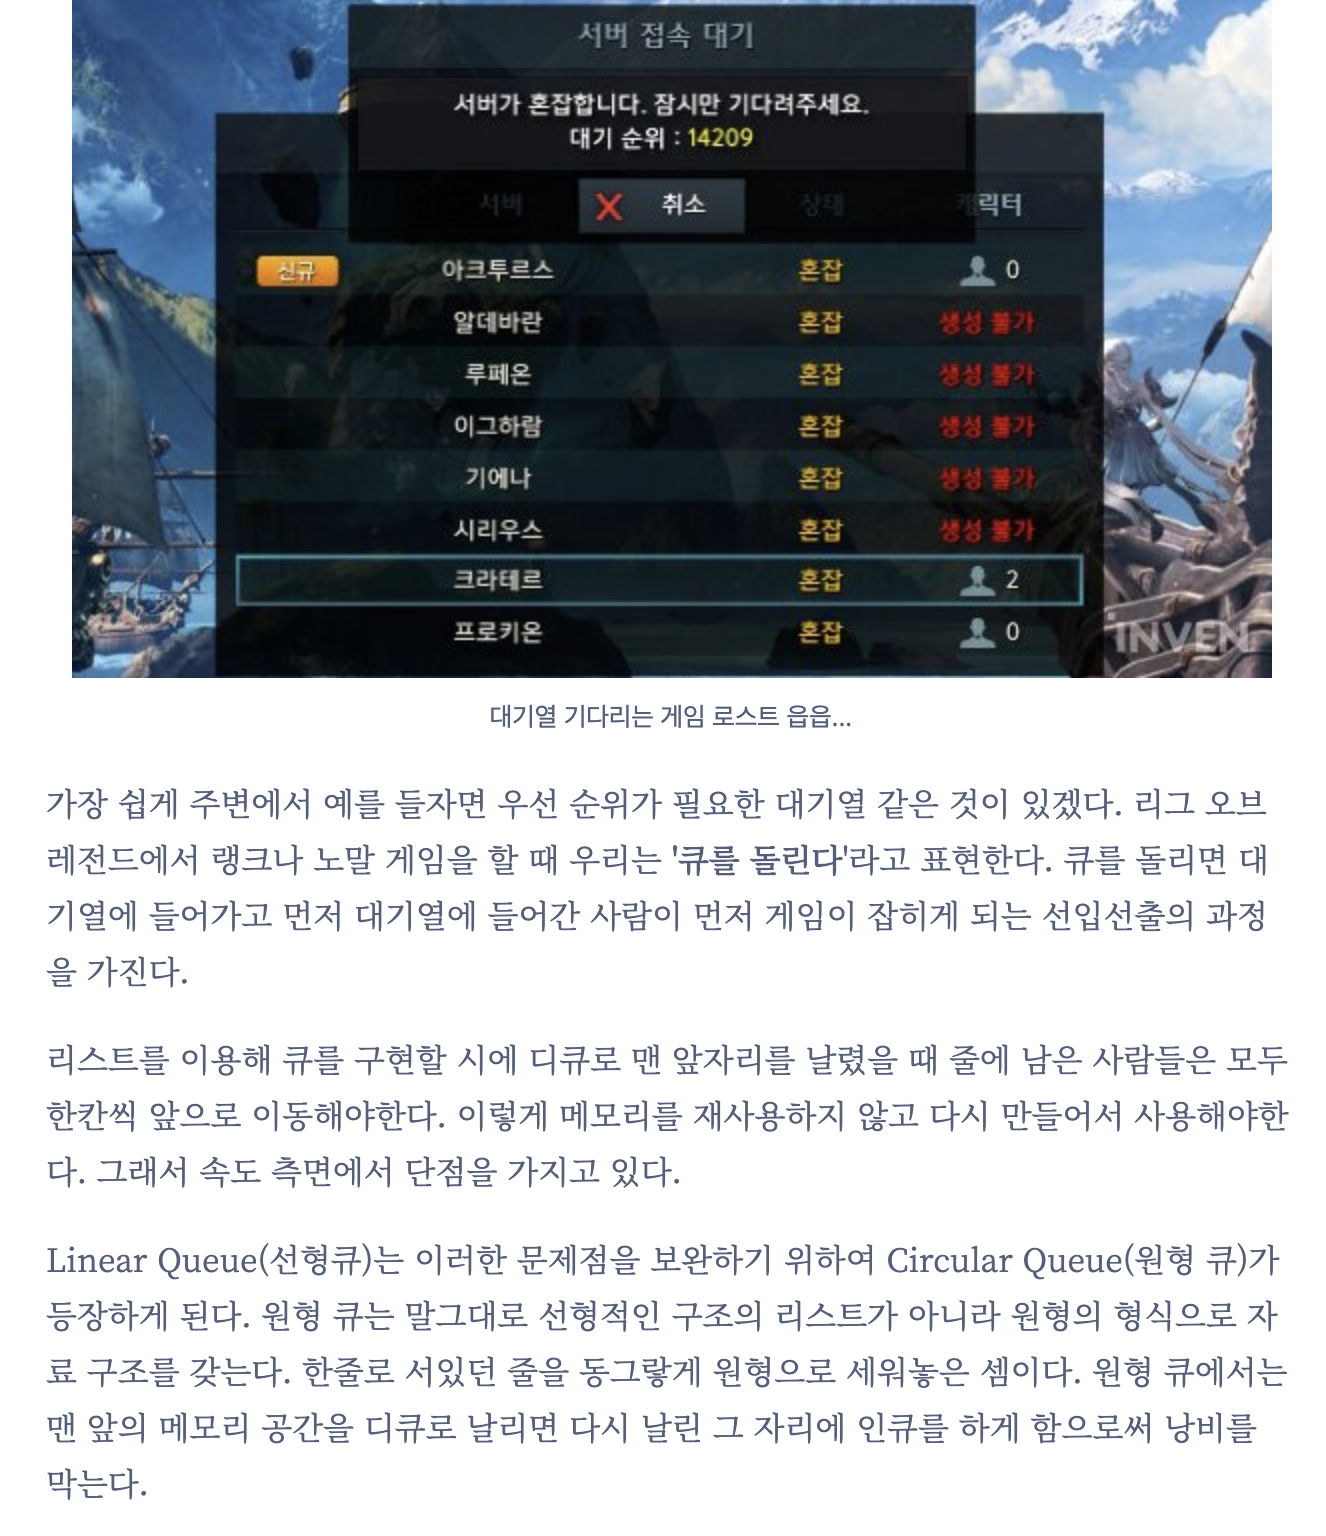 서버 접속 대기
서버가 혼잡합니다. 잠시만 기다려주세요.
대기 순위 : 14209
서버 취소 상태 캐릭터
신규 아크투르스 혼잡 0
알데바란 혼잡 생성 불가
루페온 혼잡 생성 불가
이그하람 혼잡 생성 불가
기에나 혼잡 생성 불가
시리우스 혼잡 생성 불가
크라테르 혼잡 2
프로키온 혼잡 0
iNVEN
대기열 기다리는 게임 로스트 읍읍...
가장 쉽게 주변에서 예를 들자면 우선 순위가 필요한 대기열 같은 것이 있겠다. 리그 오브
레전드에서 랭크나 노말 게임을 할 때 우리는 '큐를 돌린다'라고 표현한다. 큐를 돌리면 대
기열에 들어가고 먼저 대기열에 들어간 사람이 먼저 게임이 잡히게 되는 선입선출의 과정
을 가진다.
리스트를 이용해 큐를 구현할 시에 디큐로 맨 앞자리를 날렸을 때 줄에 남은 사람들은 모두
한칸씩 앞으로 이동해야한다. 이렇게 메모리를 재사용하지 않고 다시 만들어서 사용해야한
다. 그래서 속도 측면에서 단점을 가지고 있다.
Linear Queue(선형큐)는 이러한 문제점을 보완하기 위하여 Circular Queue(원형 큐)가
등장하게 된다. 원형 큐는 말그대로 선형적인 구조의 리스트가 아니라 원형의 형식으로 자
료 구조를 갖는다. 한줄로 서있던 줄을 동그랗게 원형으로 세워놓은 셈이다. 원형 큐에서는
맨 앞의 메모리 공간을 디큐로 날리면 다시 날린 그 자리에 인큐를 하게 함으로써 낭비를
막는다.